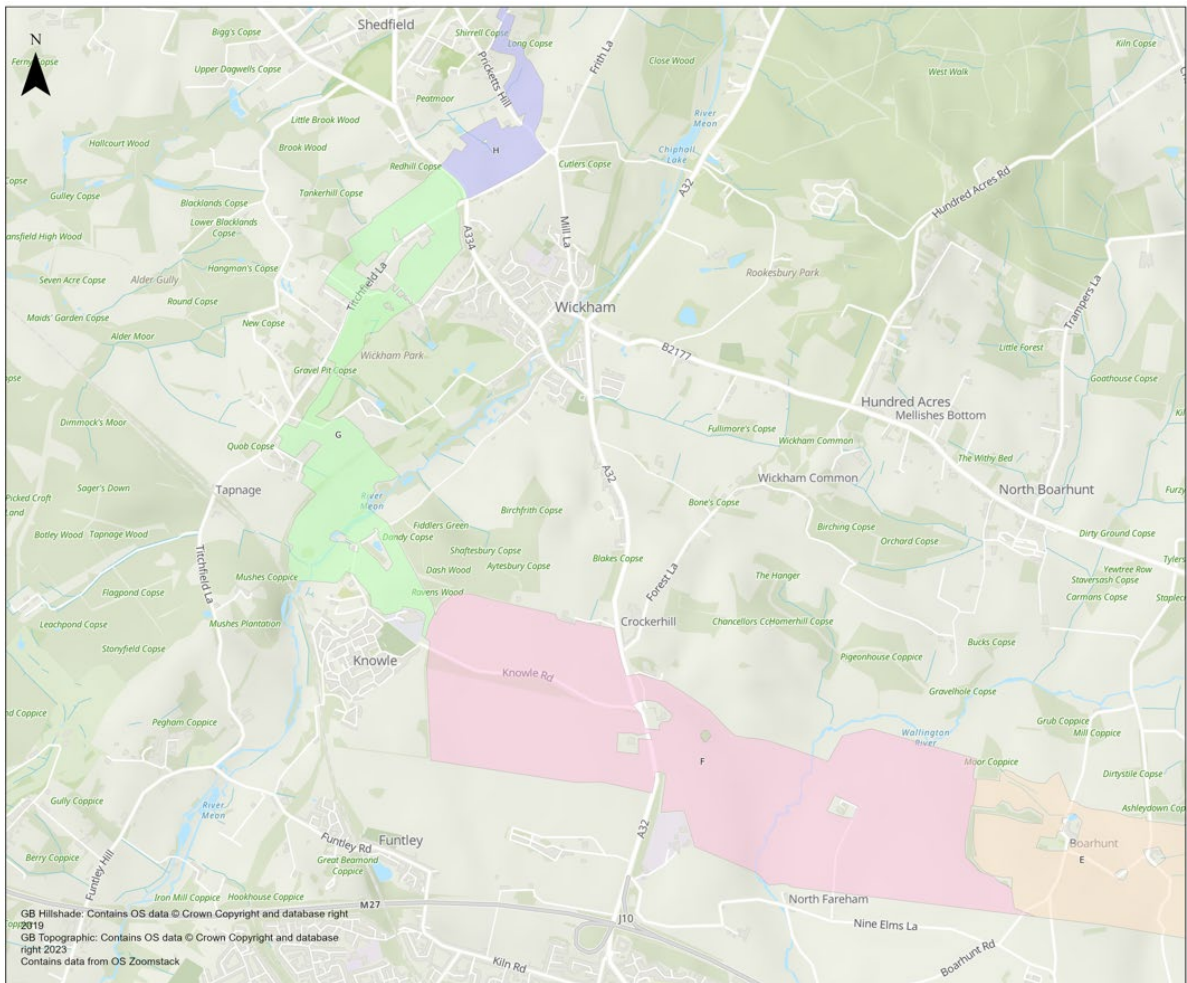 N
Shedfield
Bigg's Copse
Shirrell Copse
Long Copse
Frith La
Close Wood
Kiln Copse
Upper Dagwells Copse
Pricketts Hill
West Walk
Peatmoor
River
Meon
Little Brook Wood
Hallcourt Wood
Brook Wood
H
Chiphall
Lake
Redhill Copse
Cutlers Copse
Gulley Copse
Tankerhill Copse
A32
Hundred Acres Rd
Blacklands Copse
Lower Blacklands
Copse
Mill La
A334
Hangman's Copse
Seven Acre Copse
Alder Gully
Titchfield La
Rookesbury Park
Round Copse
Maids' Garden Copse
New Copse
Wickham
Trampers La
Alder Moor
Little Forest
Wickham Park
B2177
Gravel Pit Copse
Goathouse Copse
Hundred Acres
Mellishes Bottom
Dimmock's Moor
G
Fullimore's Copse
Wickham Common
Quob Copse
The Withy Bed
A32
Sager's Down
Tapnage
Wickham Common
North Boarhunt
River
Meon
Bone's Copse
Picked Croft
Land
Birchfrith Copse
Fiddlers Green
Birching Copse
Botley Wood
Tapnage Wood
Dandy Copse
Orchard Copse
Dirty Ground Copse
Shaftesbury Copse
Blakes Copse
Titchfield La
Dash Wood
Aytesbury Copse
Yewtree Row
Staversash Copse
Mushes Coppice
The Hanger
Forest La
Flagpond Copse
Ravens Wood
Carmans Copse
Leachpond Copse
Mushes Plantation
Crockerhill
Chancellors Cc
Homerhill Copse
Stonyfield Copse
Bucks Copse
Knowle
Pigeonhouse Coppice
Knowle Rd
Gravelhole Copse
Pegham Coppice
Grub Coppice
Mill Coppice
Wallington
River
F
Moor Coppice
Dirtystile Copse
Gully Coppice
River
Meon
Ashleydown Cop
A32
Funtley Rd
Funtley
Boarhunt
E
Berry Coppice
Funtley Hill
Great Beamond
Coppice
Iron Mill Coppice
Hookhouse Coppice
North Fareham
M27
J10
Nine Elms La
Boarhunt Rd
Kiln Rd
GB Hillshade: Contains OS data © Crown Copyright and database right
2019
GB Topographic: Contains OS data © Crown Copyright and database
right 2023
Contains data from OS Zoomstack